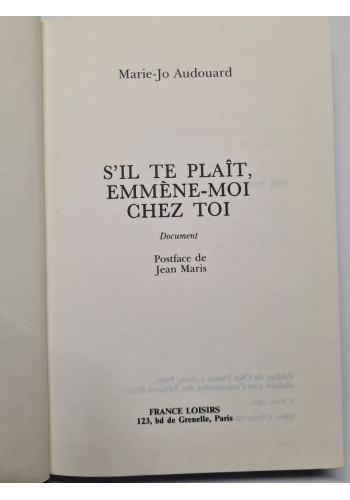 Marie-Jo Audouard
S'IL TE PLAÎT,
EMMÈNE-MOI
CHEZ TOI
Document
Postface de
Jean Maris
FRANCE LOISIRS
123, bd de Grenelle, Paris